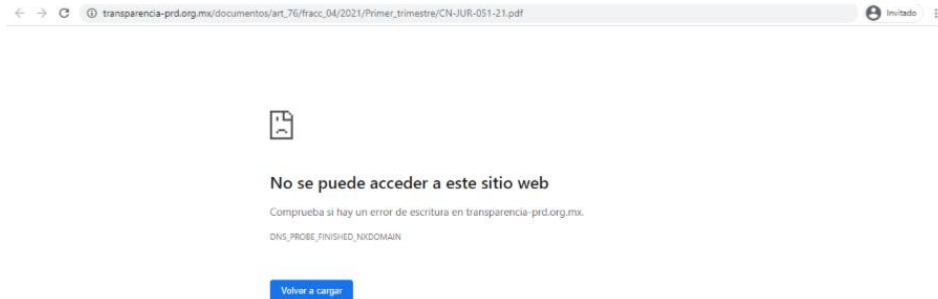 transparencia-prd.org.mx/documentos/art_76/fracc_04/2021/Primer_trimestre/CN-JUR-051-21.pdf Invitado
No se puede acceder a este sitio web
Comprueba si hay un error de escritura en transparencia-prd.org.mx.
DNS_PROBE_FINISHED_NXDOMAIN
Volver a cargar